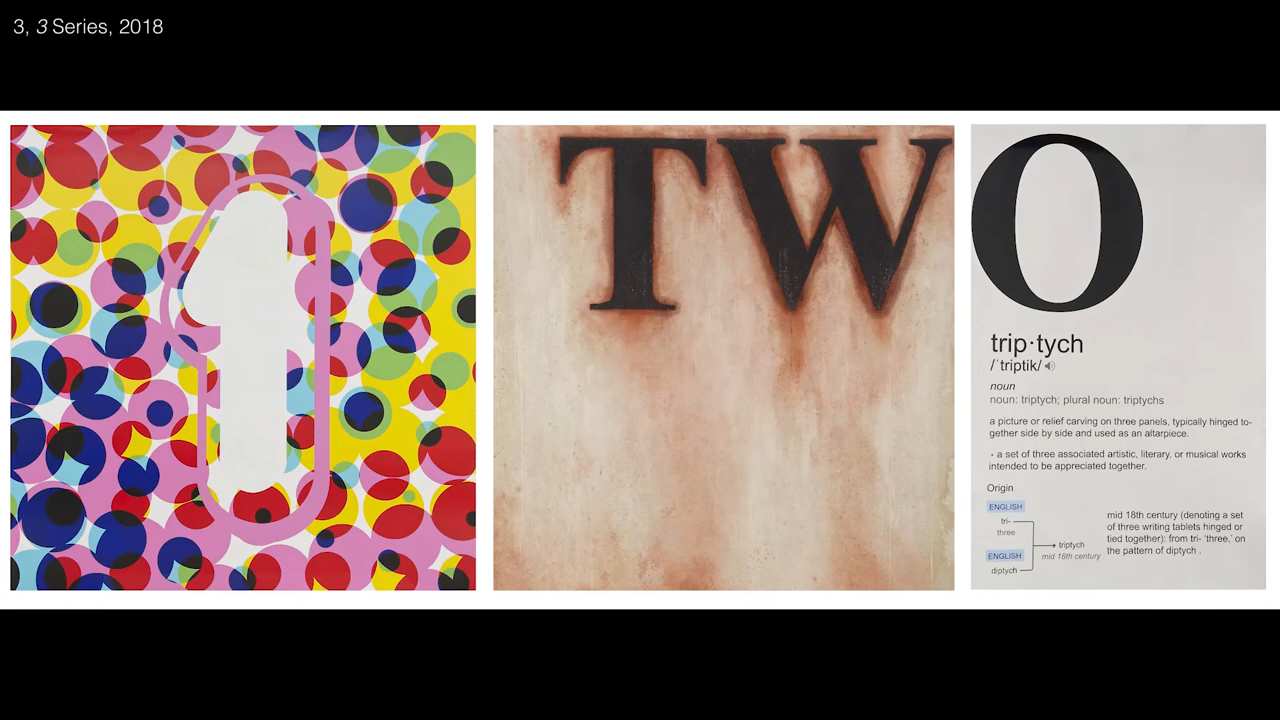 3, 3 Series, 2018
1
TW
O
trip·tych
/ˈtriptik/
noun
noun: triptych; plural noun: triptychs
a picture or relief carving on three panels, typically hinged to-
gether side by side and used as an altarpiece.
· a set of three associated artistic, literary, or musical works
intended to be appreciated together.
Origin
ENGLISH
tri-
three
ENGLISH
diptych
triptych
mid 18th century
mid 18th century (denoting a set
of three writing tablets hinged or
tied together): from tri- ‘three,’ on
the pattern of diptych .